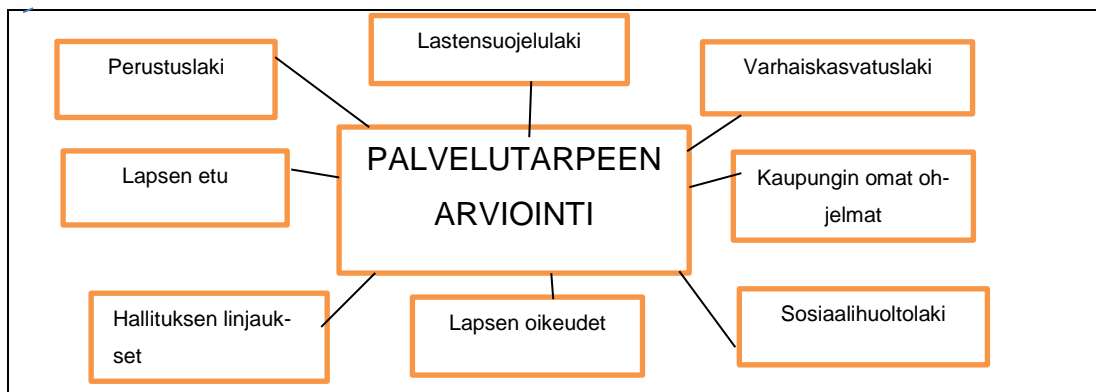 Lastensuojelulaki
Perustuslaki
Varhaiskasvatuslaki
PALVELUTARPEEN
ARVIOINTI
Lapsen etu
Kaupungin omat oh-
jelmat
Hallituksen linjauk-
set
Lapsen oikeudet
Sosiaalihuoltolaki